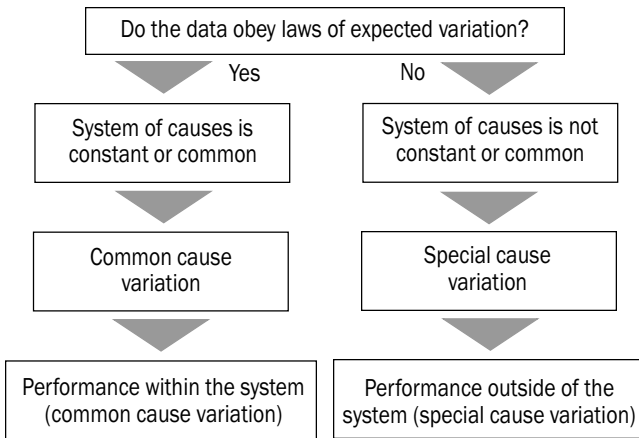 Do the data obey laws of expected variation?
Yes
No
System of causes is
constant or common
System of causes is not
constant or common
Common cause
variation
Special cause
variation
Performance within the system
(common cause variation)
Performance outside of the
system (special cause variation)